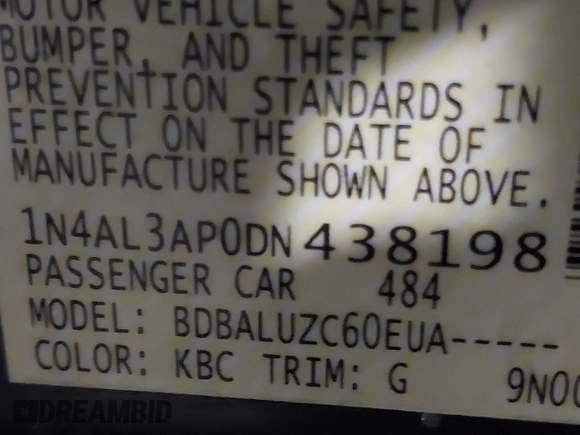 MOTOR VEHICLE SAFETY,
BUMPER, AND THEFT
PREVENTION STANDARDS IN
EFFECT ON THE DATE OF
MANUFACTURE SHOWN ABOVE.
1N4AL3AP0DN438198
PASSENGER CAR 484
MODEL: BDBALUZC60EUA-----
COLOR: KBC TRIM: G 9N00
DREAMBID